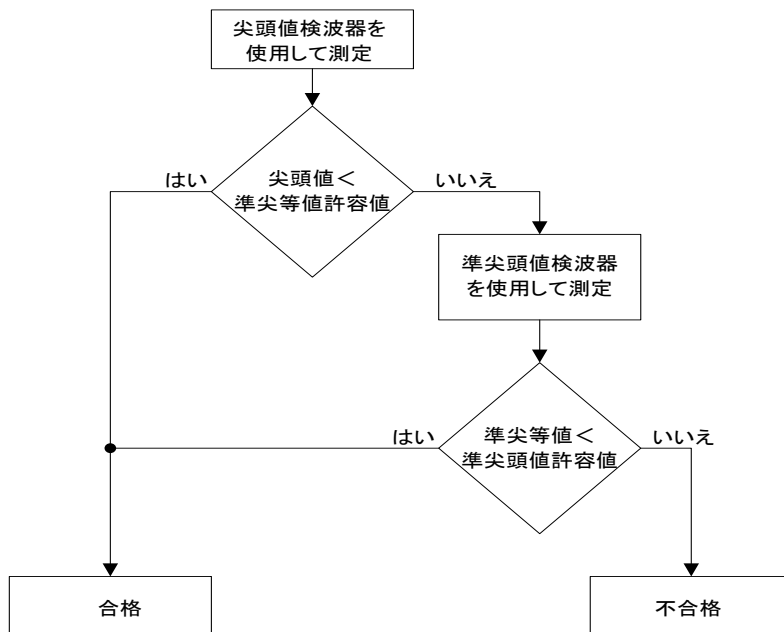 尖頭値検波器を
使用して測定
尖頭値＜
準尖等値許容値
はい
いいえ
準尖頭値検波器
を使用して測定
準尖等値＜
準尖頭値許容値
はい
いいえ
合格
不合格